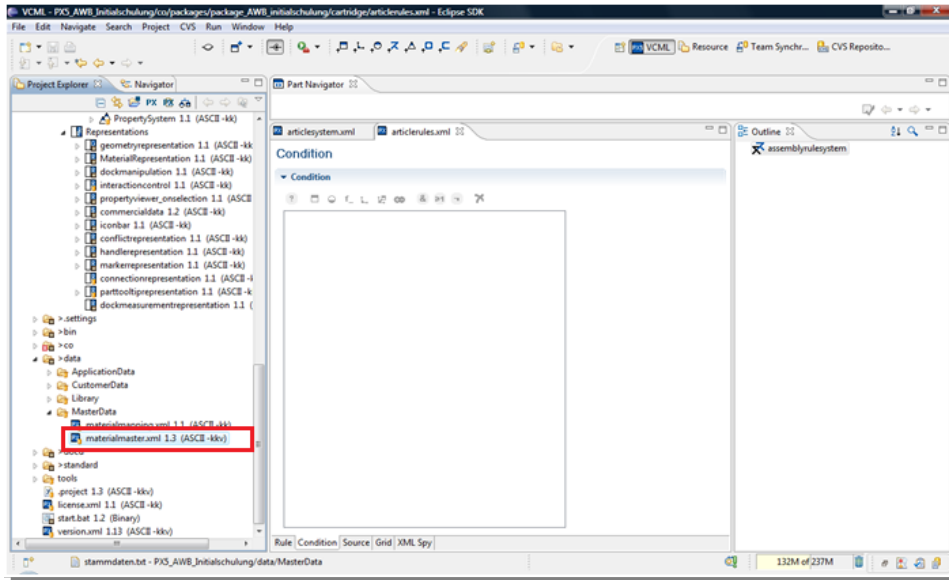 VCML - PX5_AWB_Initialschulung/co/packages/package_AWB_initialschulung/cartridge/articlerules.xml - Eclipse SDK
File Edit Navigate Search Project CVS Run Window Help
VCML Resource Team Synchr... CVS Reposito...
Project Explorer Navigator
PX
PropertySystem 1.1 (ASCII -kk)
Representations
geometryrepresentation 1.1 (ASCII -kk
MaterialRepresentation 1.1 (ASCII -kk)
dockmanipulation 1.1 (ASCII -kk)
interactioncontrol 1.1 (ASCII -kk)
propertyviewer_onselection 1.1 (ASCII
commercialdata 1.2 (ASCII -kk)
iconbar 1.1 (ASCII -kk)
conflictrepresentation 1.1 (ASCII -kk)
handlerepresentation 1.1 (ASCII -kk)
markerrepresentation 1.1 (ASCII -kk)
connectionrepresentation 1.1 (ASCII -k
parttooltiprepresentation 1.1 (ASCII -k
dockmeasurementrepresentation 1.1 (
>.settings
>bin
>co
>data
ApplicationData
CustomerData
Library
MasterData
materialmapping.xml 1.1 (ASCII -kk)
materialmaster.xml 1.3 (ASCII -kkv)
>docu
>standard
tools
.project 1.3 (ASCII -kkv)
license.xml 1.1 (ASCII -kk)
start.bat 1.2 (Binary)
version.xml 1.13 (ASCII -kkv)
Part Navigator
articlesystem.xml articlerules.xml
Condition
Condition
Rule Condition Source Grid XML Spy
Outline
assemblyrulesystem
stammdaten.txt - PX5_AWB_Initialschulung/data/MasterData
132M of 237M